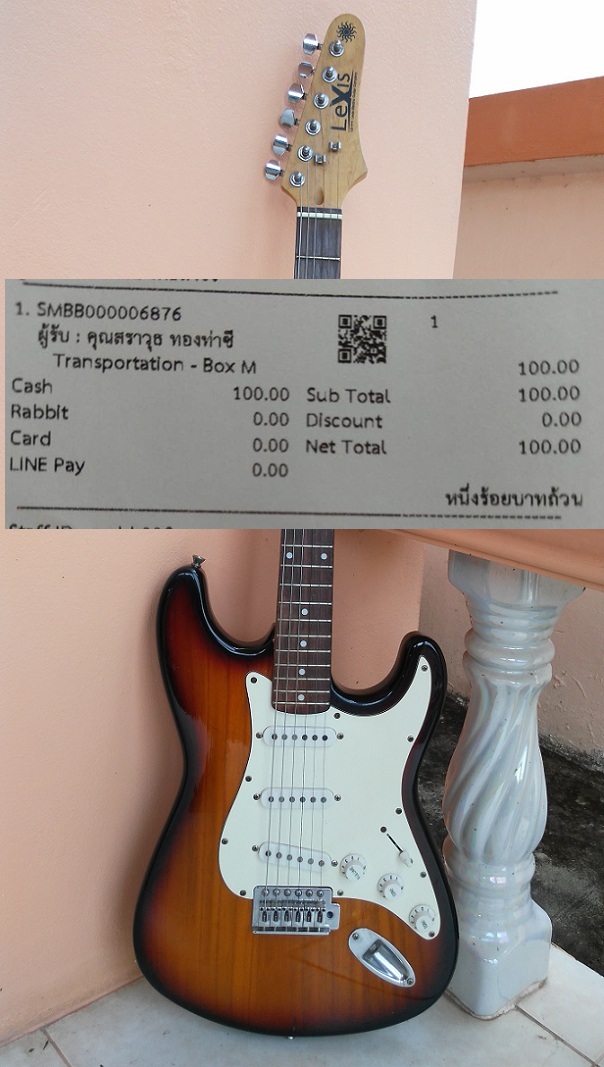 LeXis
1. SMBB000006876 1
ผู้รับ : คุณสราวุธ ทองท่าชี
Transportation - Box M 100.00
Cash 100.00 Sub Total 100.00
Rabbit 0.00 Discount 0.00
Card 0.00 Net Total 100.00
LINE Pay 0.00
หนึ่งร้อยบาทถ้วน